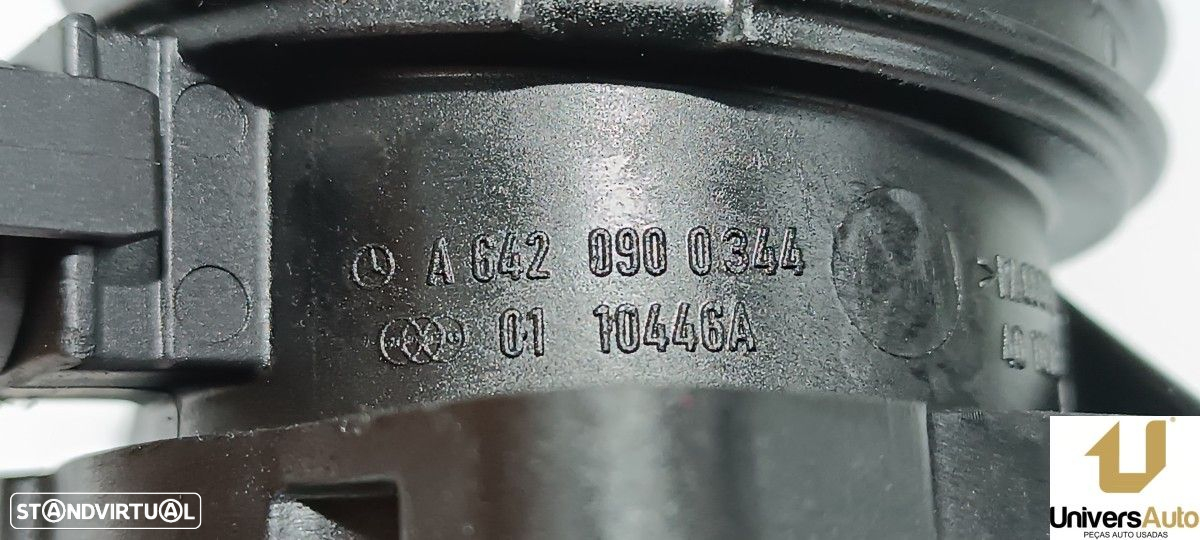 A 642 090 0344
01 10446A
STANDVIRTUAL
UniversAuto
PEÇAS AUTO USADAS